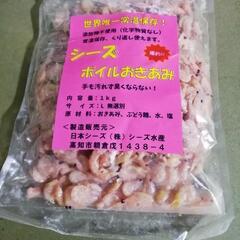 世界唯一常温保存!
添加物不使用(化学物質なし)
常温保存、くり返し使えます。
シーズ
ボイルおきあみ
手も汚れず臭くならない!
内容量:1kg
サイズ:L 無選別
原材料:おきあみ、ぶどう糖、水、塩
<製造販売元>
日本シーズ(株)シーズ水産
高知市朝倉戊1438-4